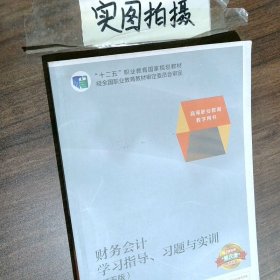 实图拍摄
“十二五”职业教育国家规划教材
经全国职业教育教材审定委员会审定
高等职业教育
教学用书
财务会计
学习指导、习题与实训
版）